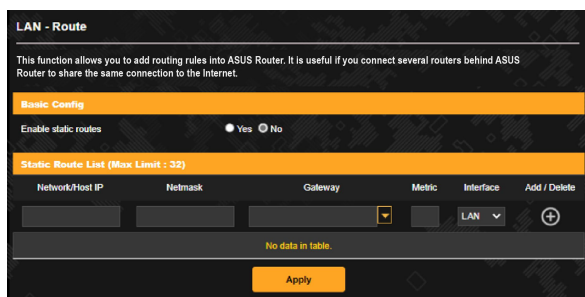 LAN - Route
This function allows you to add routing rules into ASUS Router. It is useful if you connect several routers behind ASUS
Router to share the same connection to the Internet.
Basic Config
Enable static routes Yes No
Static Route List (Max Limit : 32)
Network/Host IP Netmask Gateway Metric Interface Add / Delete
LAN
No data in table.
Apply